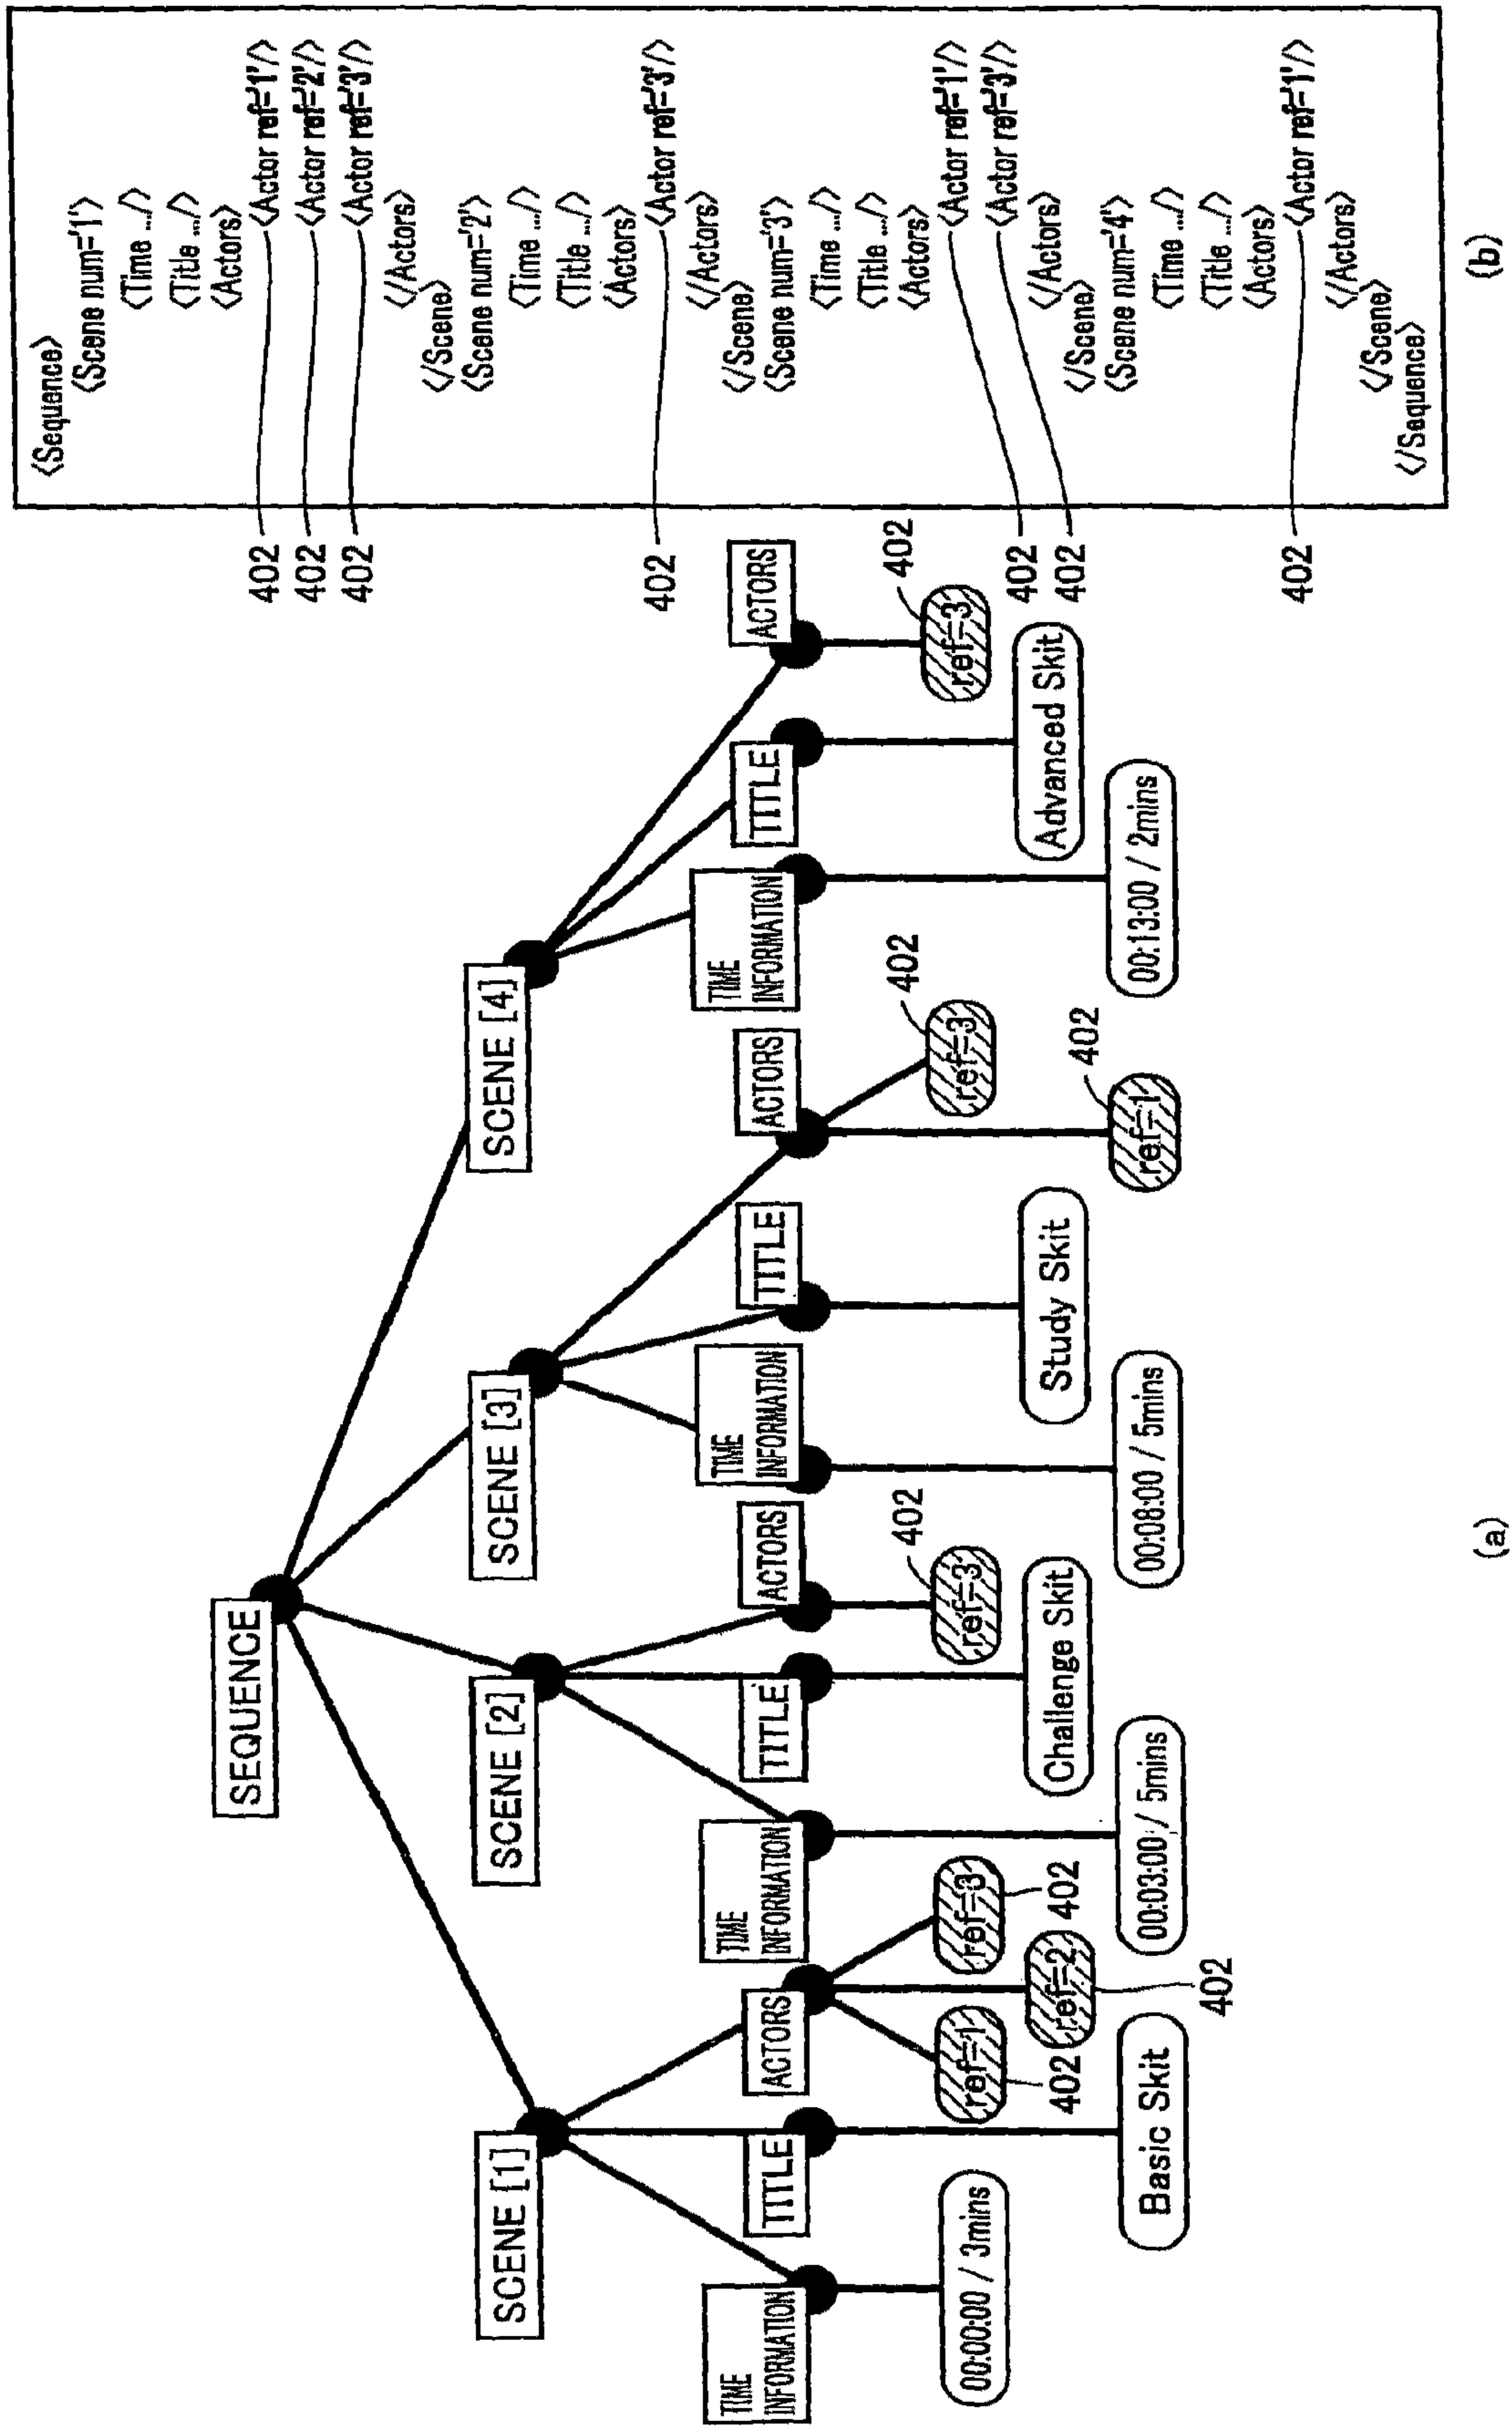 SEQUENCE
SCENE [1]
SCENE [2]
SCENE [3]
SCENE [4]
TIME
INFORMATION
TITLE
ACTORS
TIME
INFORMATION
TITLE
ACTORS
TIME
INFORMATION
TITLE
ACTORS
TIME
INFORMATION
TITLE
ACTORS
00:00:00 / 3mins
Basic Skit
ref=1
402
ref=2
402
ref=3
402
00:03:00 / 5mins
Challenge Skit
ref=3
402
00:08:00 / 5mins
Study Skit
ref=1
402
ref=3
402
00:13:00 / 2mins
Advanced Skit
ref=3
402
(a)
<Sequence>
<Scene num='1'>
<Time .../>
<Title .../>
<Actors>
402 <Actor ref='1'/>
402 <Actor ref='2'/>
402 <Actor ref='3'/>
</Actors>
</Scene>
<Scene num='2'>
<Time .../>
<Title .../>
<Actors>
402 <Actor ref='3'/>
</Actors>
</Scene>
<Scene num='3'>
<Time .../>
<Title .../>
<Actors>
402 <Actor ref='1'/>
402 <Actor ref='3'/>
</Actors>
</Scene>
<Scene num='4'>
<Time .../>
<Title .../>
<Actors>
402 <Actor ref='1'/>
</Actors>
</Scene>
</Sequence>
(b)